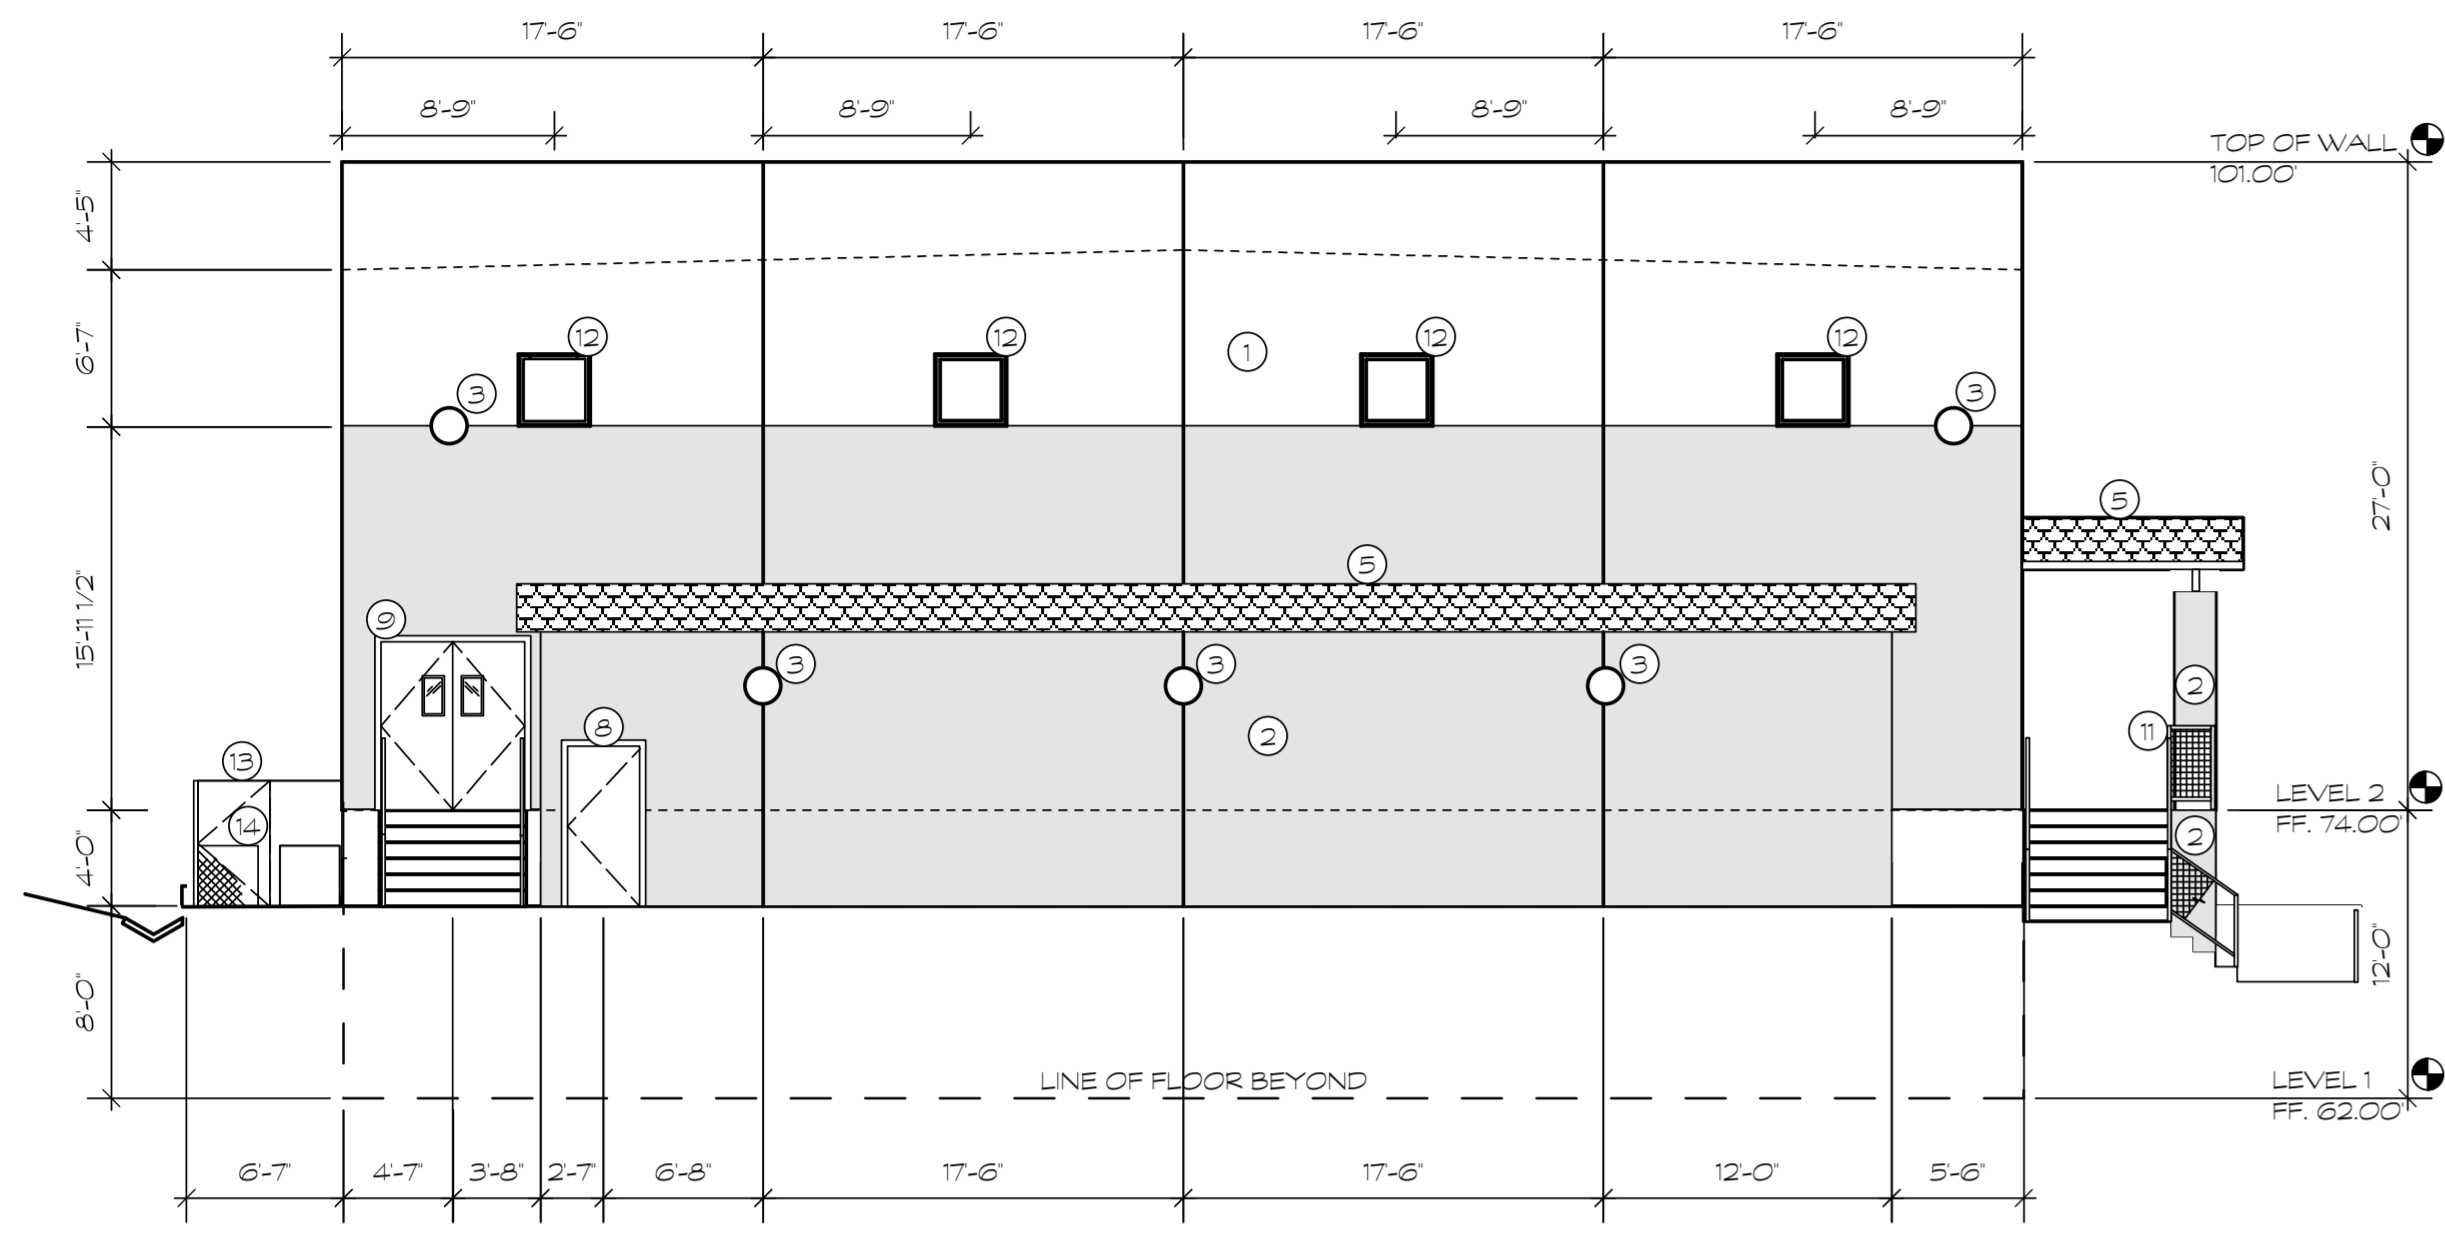 17'-6" 17'-6" 17'-6" 17'-6"
8'-9" 8'-9" 8'-9" 8'-9"
TOP OF WALL
101.00'
4'-5"
6'-7"
15'-11 1/2"
4'-0"
8'-0"
12 12 1 12 12
3 3
5
5
9
3 3 3
8
2
2
11
13
14
2
27'-0"
LEVEL 2
FF. 74.00'
12'-0"
LINE OF FLOOR BEYOND
LEVEL 1
FF. 62.00'
6'-7" 4'-7" 3'-8" 2'-7" 6'-8" 17'-6" 17'-6" 12'-0" 5'-6"